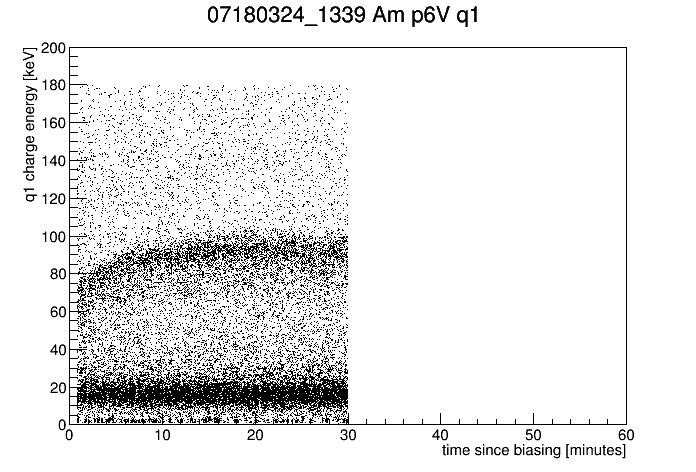 07180324_1339 Am p6V q1
q1 charge energy [keV]
200
180
160
140
120
100
80
60
40
20
0
0 10 20 30 40 50 60
time since biasing [minutes]